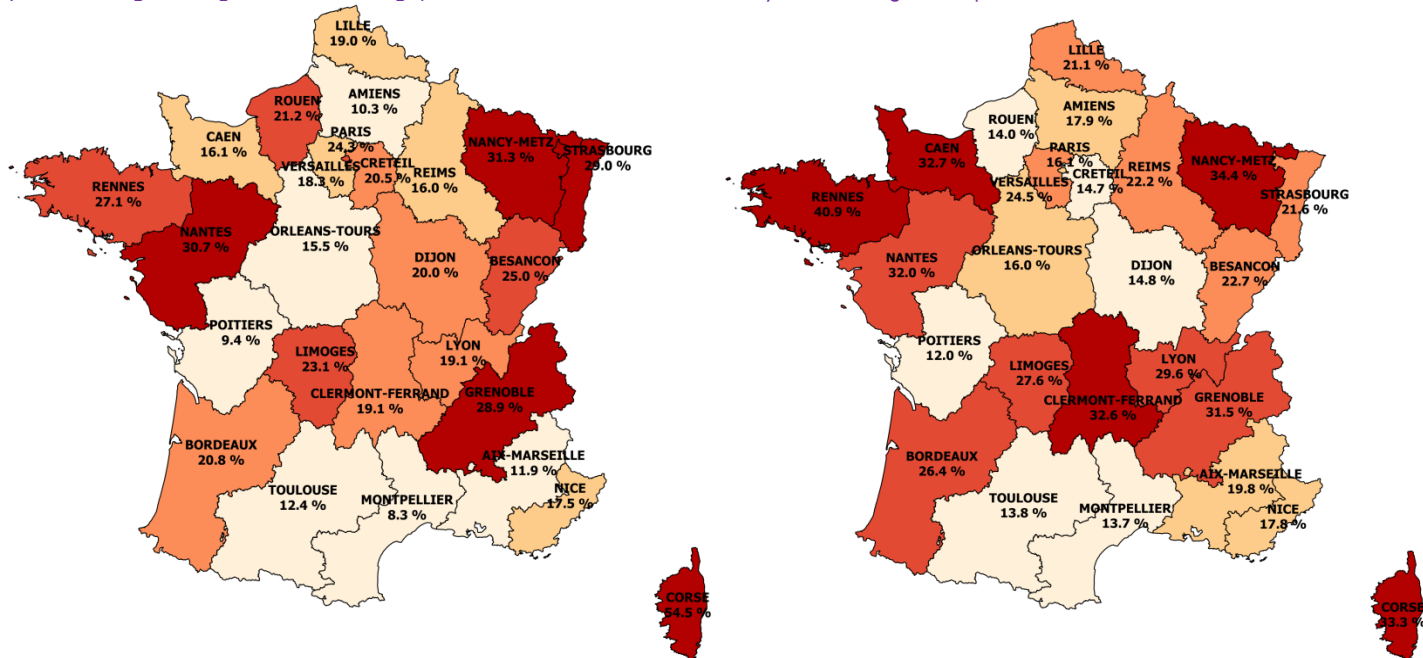 LILLE
19.0 %
AMIENS
10.3 %
ROUEN
21.2 %
PARIS
24.3 %
CAEN
16.1 %
VERSAILLES
18.3 %
CRETEIL
20.5 %
REIMS
16.0 %
NANCY-METZ
31.3 %
STRASBOURG
29.0 %
RENNES
27.1 %
NANTES
30.7 %
ORLEANS-TOURS
15.5 %
DIJON
20.0 %
BESANCON
25.0 %
POITIERS
9.4 %
LIMOGES
23.1 %
CLERMONT-FERRAND
19.1 %
LYON
19.1 %
GRENOBLE
28.9 %
BORDEAUX
20.8 %
AIX-MARSEILLE
11.9 %
NICE
17.5 %
TOULOUSE
12.4 %
MONTPELLIER
8.3 %
CORSE
54.5 %
LILLE
21.1 %
AMIENS
17.9 %
ROUEN
14.0 %
PARIS
16.1 %
CAEN
32.7 %
VERSAILLES
24.5 %
CRETEIL
14.7 %
REIMS
22.2 %
NANCY-METZ
34.4 %
STRASBOURG
21.6 %
RENNES
40.9 %
NANTES
32.0 %
ORLEANS-TOURS
16.0 %
DIJON
14.8 %
BESANCON
22.7 %
POITIERS
12.0 %
LIMOGES
27.6 %
CLERMONT-FERRAND
32.6 %
LYON
29.6 %
GRENOBLE
31.5 %
BORDEAUX
26.4 %
AIX-MARSEILLE
19.8 %
NICE
17.8 %
TOULOUSE
13.8 %
MONTPELLIER
13.7 %
CORSE
33.3 %